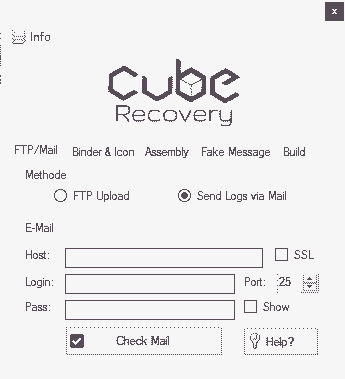 x
Info
cube
Recovery
FTP/Mail Binder & Icon Assembly Fake Message Build
Methode
FTP Upload Send Logs via Mail
E-Mail
Host: SSL
Login: Port: 25
Pass: Show
Check Mail Help?